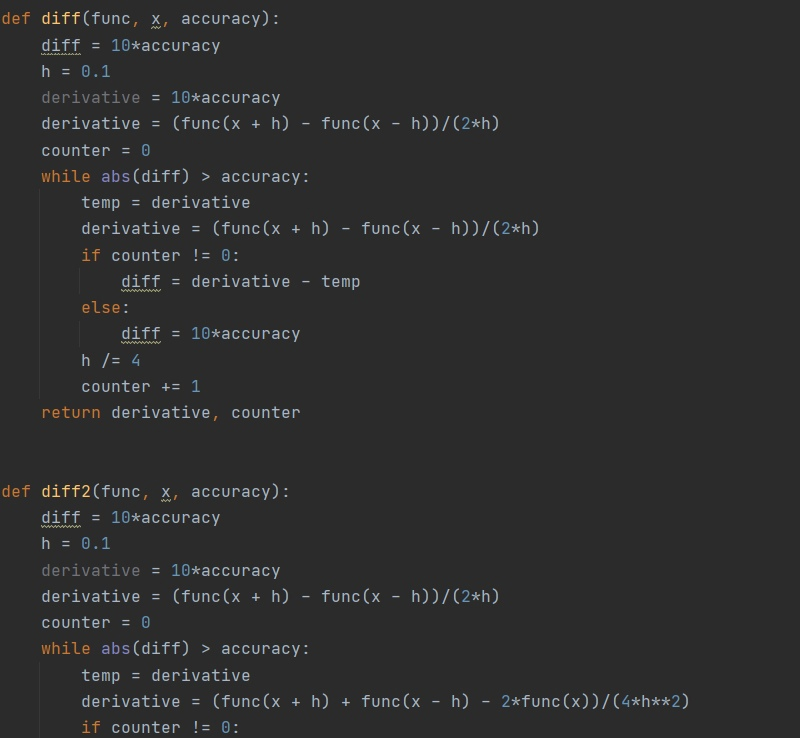 def diff(func, x, accuracy):
    diff = 10*accuracy
    h = 0.1
    derivative = 10*accuracy
    derivative = (func(x + h) - func(x - h))/(2*h)
    counter = 0
    while abs(diff) > accuracy:
        temp = derivative
        derivative = (func(x + h) - func(x - h))/(2*h)
        if counter != 0:
            diff = derivative - temp
        else:
            diff = 10*accuracy
        h /= 4
        counter += 1
    return derivative, counter
def diff2(func, x, accuracy):
    diff = 10*accuracy
    h = 0.1
    derivative = 10*accuracy
    derivative = (func(x + h) - func(x - h))/(2*h)
    counter = 0
    while abs(diff) > accuracy:
        temp = derivative
        derivative = (func(x + h) + func(x - h) - 2*func(x))/(4*h**2)
        if counter != 0: